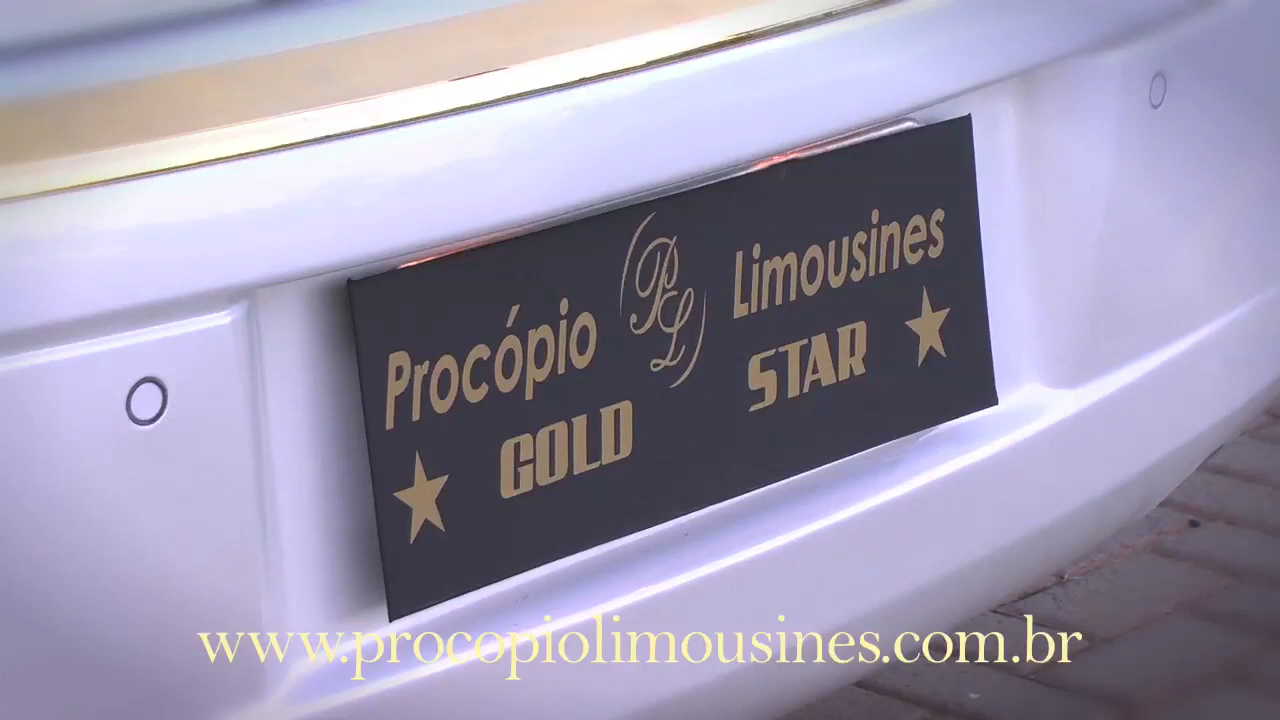 Procópio PL Limousines
★ GOLD STAR ★
www.procopiolimousines.com.br